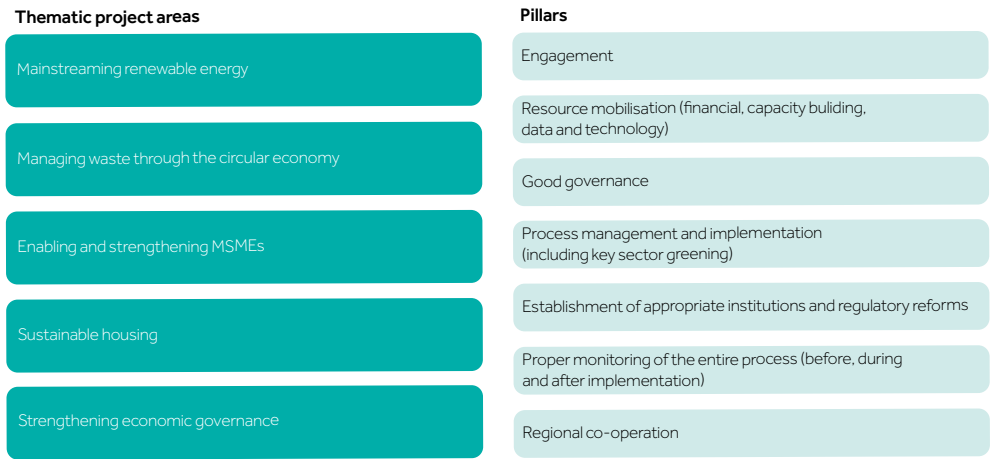 Thematic project areas
Mainstreaming renewable energy
Managing waste through the circular economy
Enabling and strengthening MSMEs
Sustainable housing
Strengthening economic governance
Pillars
Engagement
Resource mobilisation (financial, capacity buliding,
data and technology)
Good governance
Process management and implementation
(including key sector greening)
Establishment of appropriate institutions and regulatory reforms
Proper monitoring of the entire process (before, during
and after implementation)
Regional co-operation